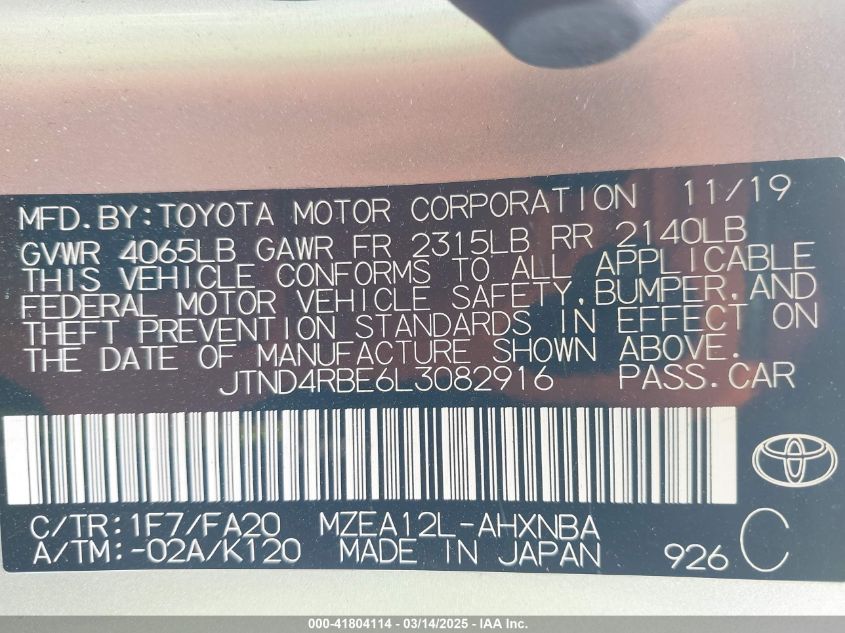 MFD.BY:TOYOTA MOTOR CORPORATION 11/19
GVWR 4065LB GAWR FR 2315LB RR 2140LB
THIS VEHICLE CONFORMS TO ALL APPLICABLE
FEDERAL MOTOR VEHICLE SAFETY,BUMPER,AND
THEFT PREVENTION STANDARDS IN EFFECT ON
THE DATE OF MANUFACTURE SHOWN ABOVE.
JTND4RBE6L3082916 PASS.CAR
C/TR:1F7/FA20 MZEA12L-AHXNBA
A/TM:-02A/K120 MADE IN JAPAN 926 C
000-41804114 — 03/14/2025 — IAA Inc.